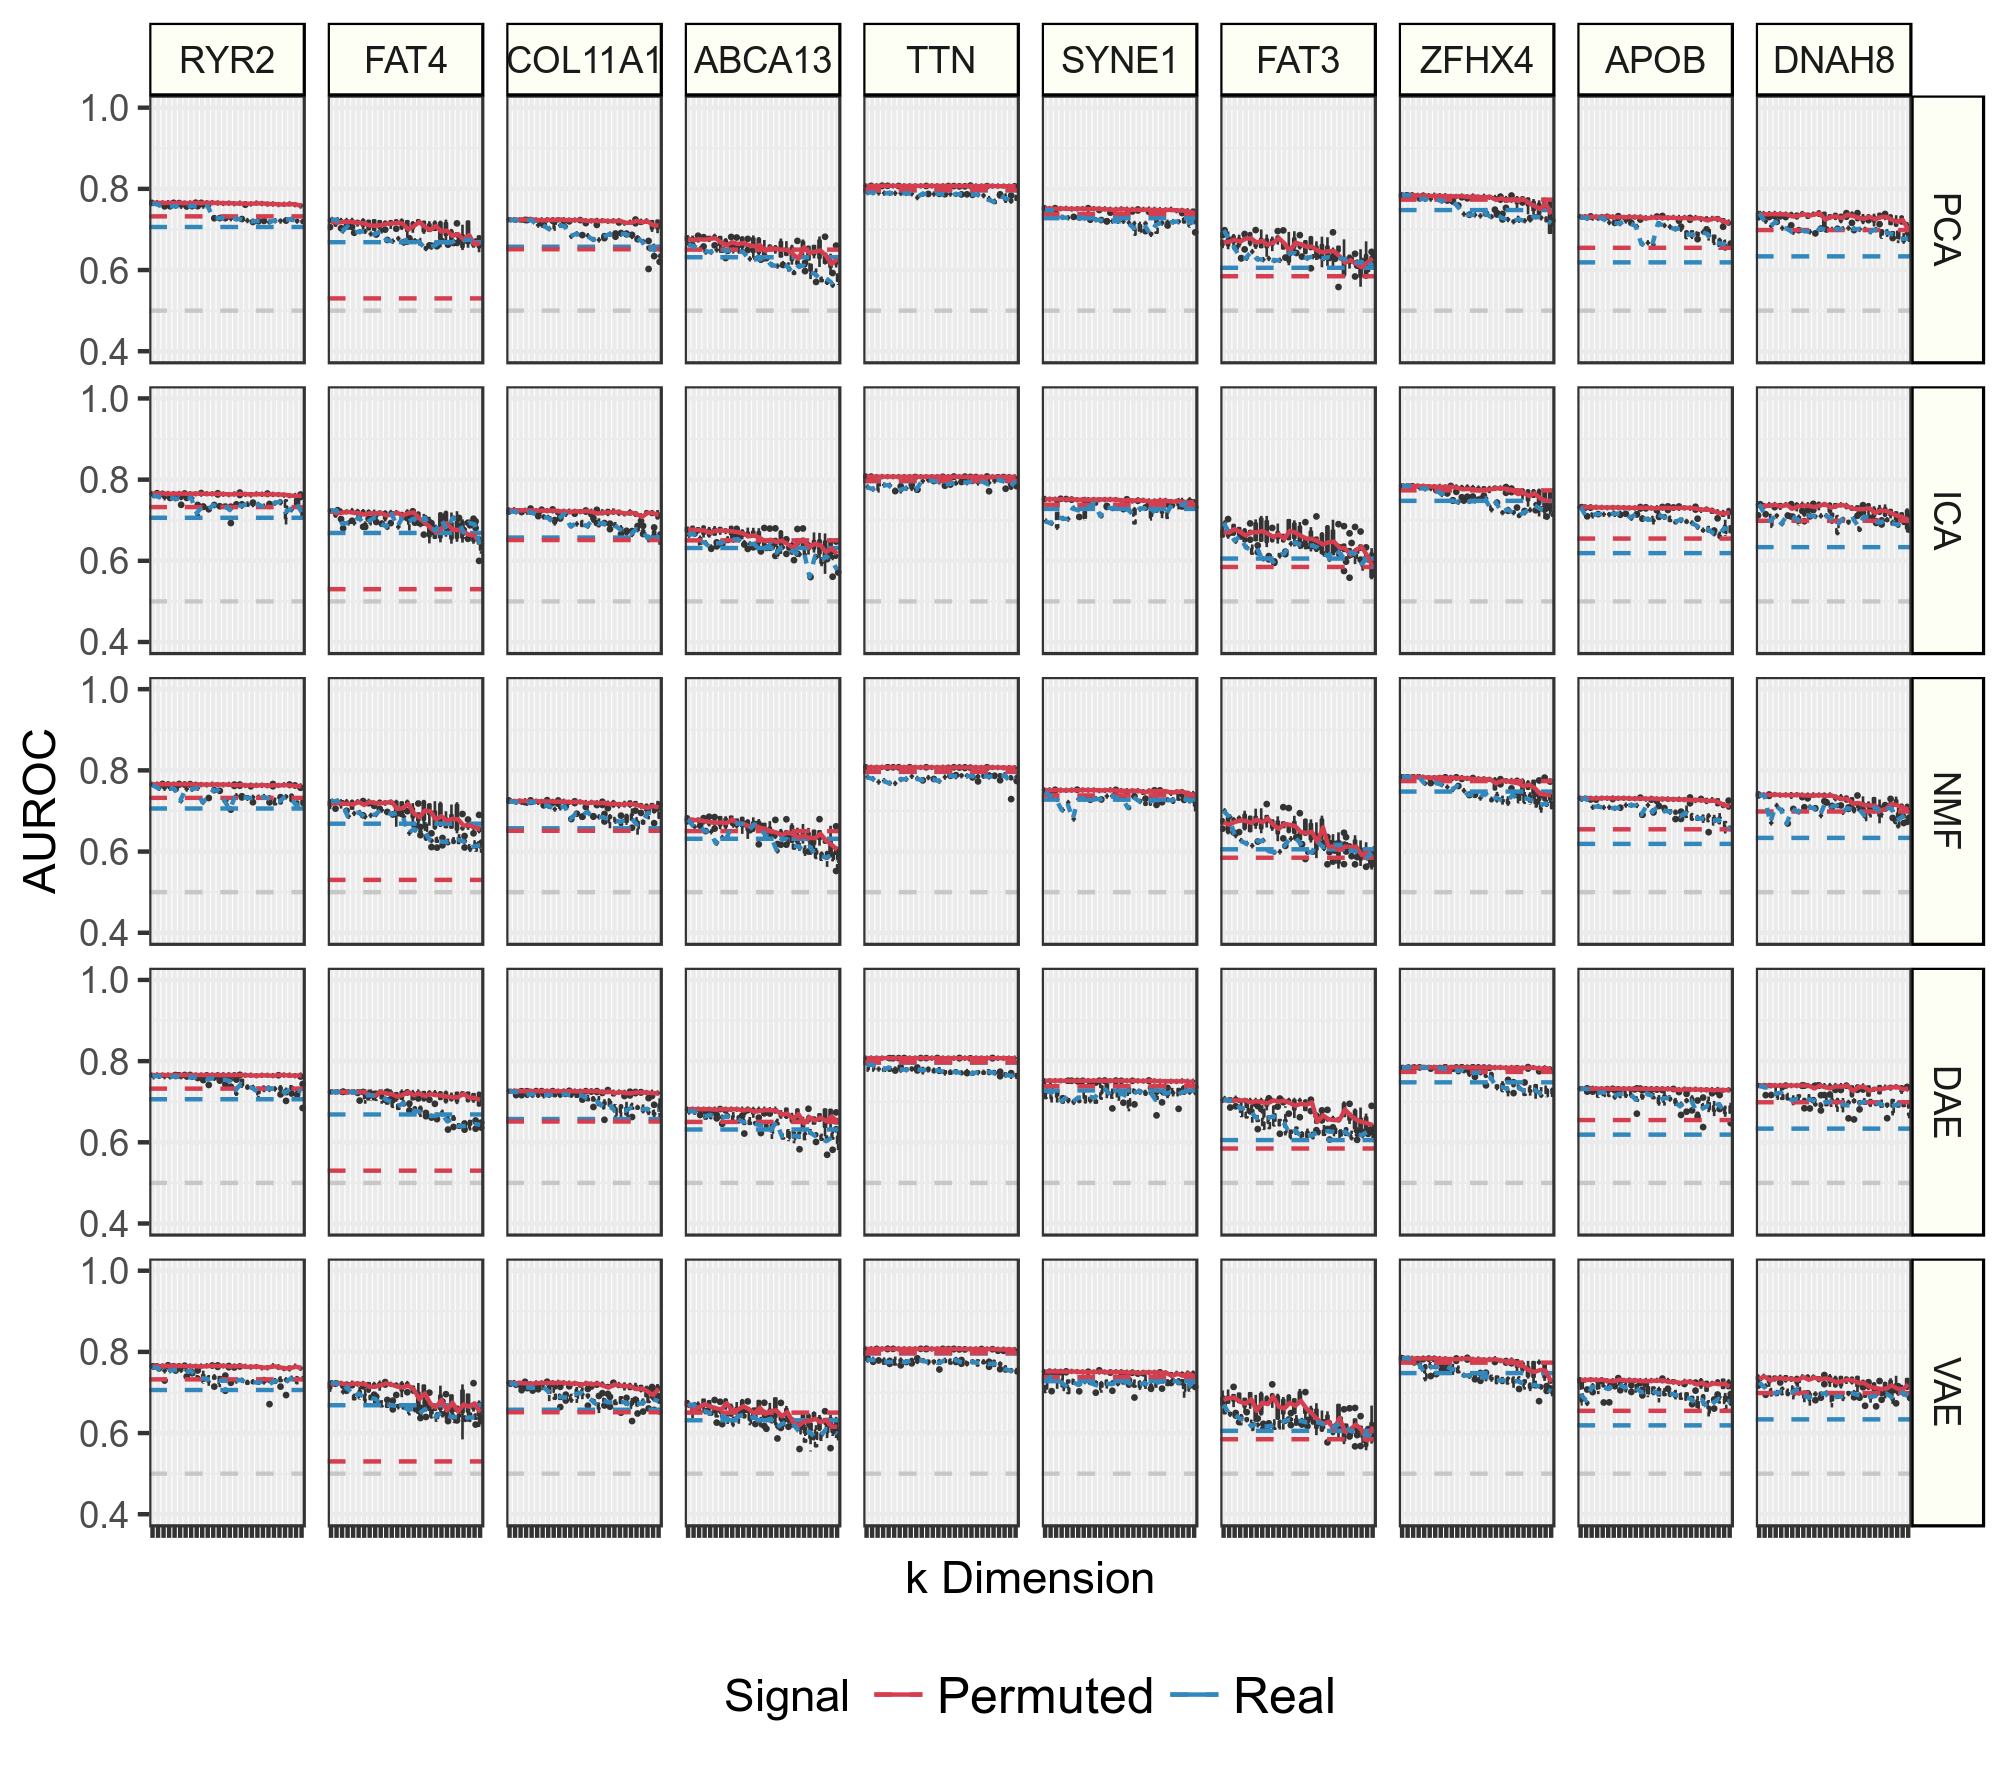 RYR2 FAT4 COL11A1 ABCA13 TTN SYNE1 FAT3 ZFHX4 APOB DNAH8
1.0
0.8
0.6
0.4
PCA
1.0
0.8
0.6
0.4
ICA
1.0
0.8
0.6
0.4
NMF
1.0
0.8
0.6
0.4
DAE
1.0
0.8
0.6
0.4
VAE
AUROC
k Dimension
Signal Permuted Real